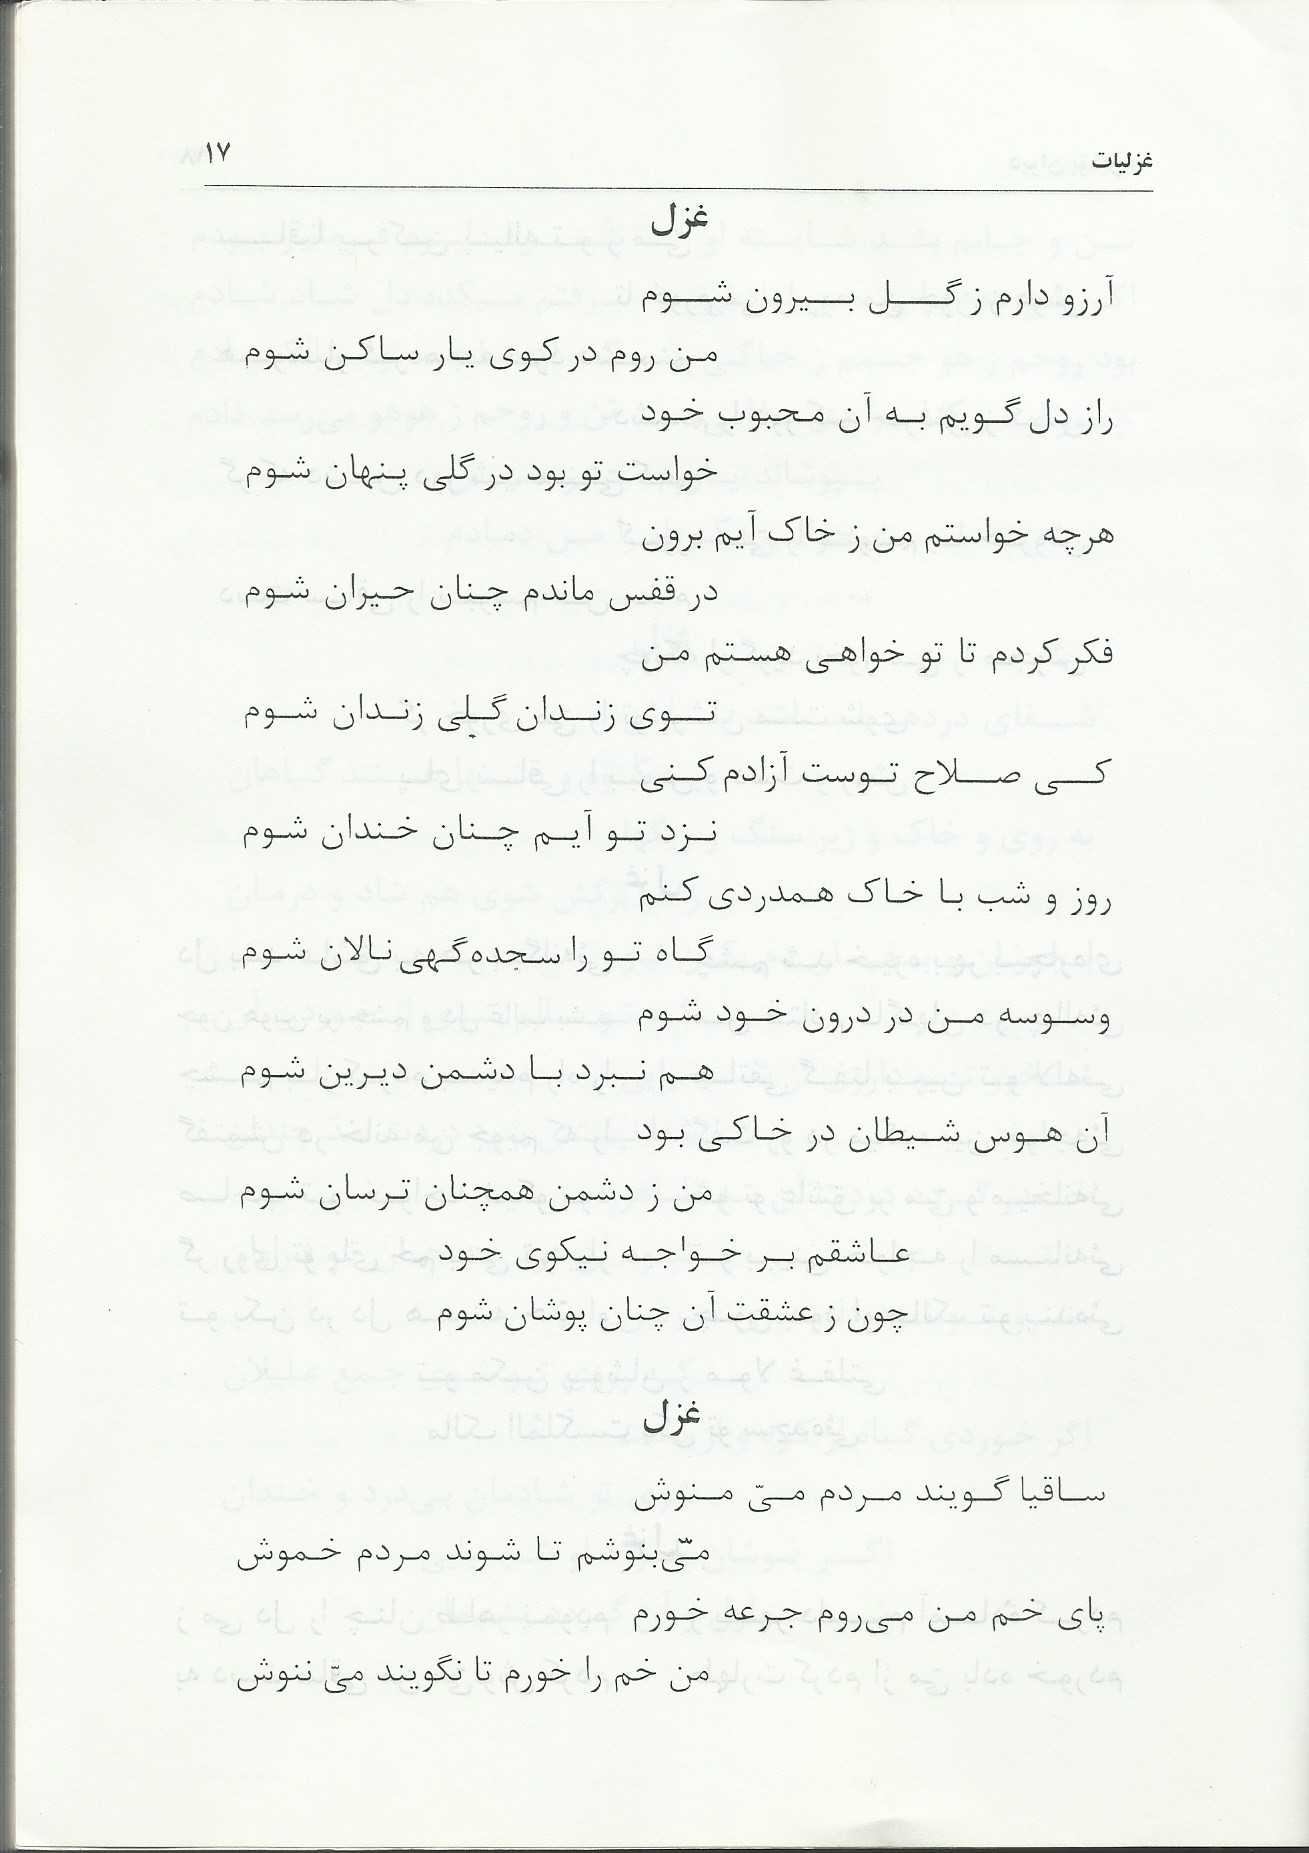 غزلیات ۱۷
غزل
آرزو دارم ز گل بیرون شوم
من روم در کوی یار ساکن شوم
راز دل گویم به آن محبوب خود
خواست تو بود در گلی پنهان شوم
هرچه خواستم من ز خاک آیم برون
در قفس ماندم چنان حیران شوم
فکر کردم تا تو خواهی هستم من
توی زندان گِلی زندان شوم
کی صلاح توست آزادم کنی
نزد تو آیم چنان خندان شوم
روز و شب با خاک همدردی کنم
گاه تو را سجده گهی نالان شوم
وسوسه من در درون خود شوم
هم نبرد با دشمن دیرین شوم
آن هوس شیطان در خاکی بود
من ز دشمن همچنان ترسان شوم
عاشقم بر خواجه نیکوی خود
چون ز عشقت آن چنان پوشان شوم
غزل
ساقیا گویند مردم میّ منوش
میّ‌بنوشم تا شوند مردم خموش
پای خم من می‌روم جرعه خورم
من خم را خورم تا نگویند میّ ننوش